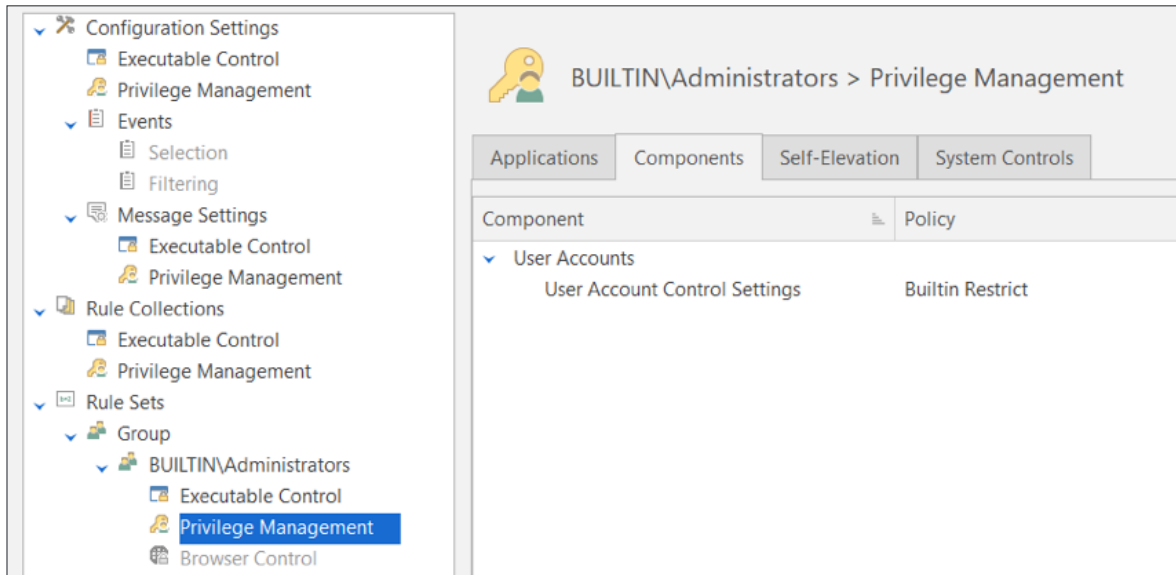 Configuration Settings
Executable Control
Privilege Management
Events
Selection
Filtering
Message Settings
Executable Control
Privilege Management
Rule Collections
Executable Control
Privilege Management
Rule Sets
Group
BUILTIN\Administrators
Executable Control
Privilege Management
Browser Control
BUILTIN\Administrators > Privilege Management
Applications Components Self-Elevation System Controls
Component Policy
User Accounts
User Account Control Settings Builtin Restrict